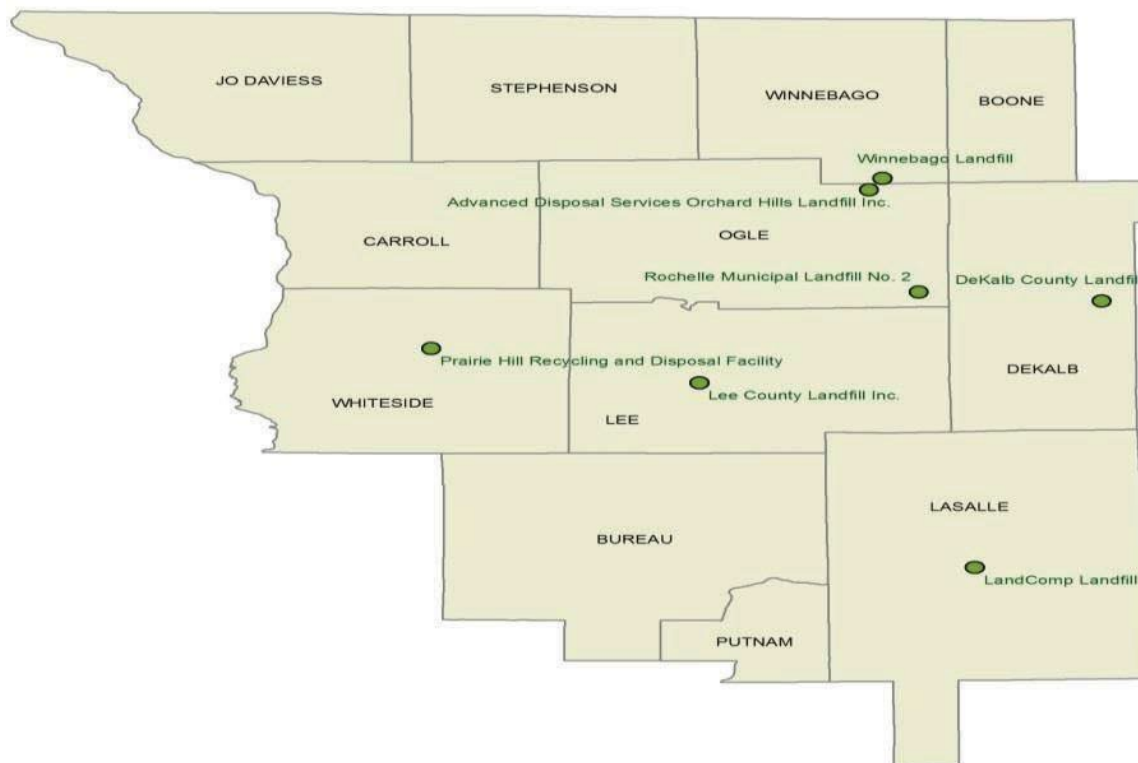 JO DAVIESS
STEPHENSON
WINNEBAGO
BOONE
Winnebago Landfill
Advanced Disposal Services Orchard Hills Landfill Inc.
CARROLL
OGLE
Rochelle Municipal Landfill No. 2
DeKalb County Landfil
Prairie Hill Recycling and Disposal Facility
DEKALB
Lee County Landfill Inc.
WHITESIDE
LEE
LASALLE
BUREAU
LandComp Landfill
PUTNAM